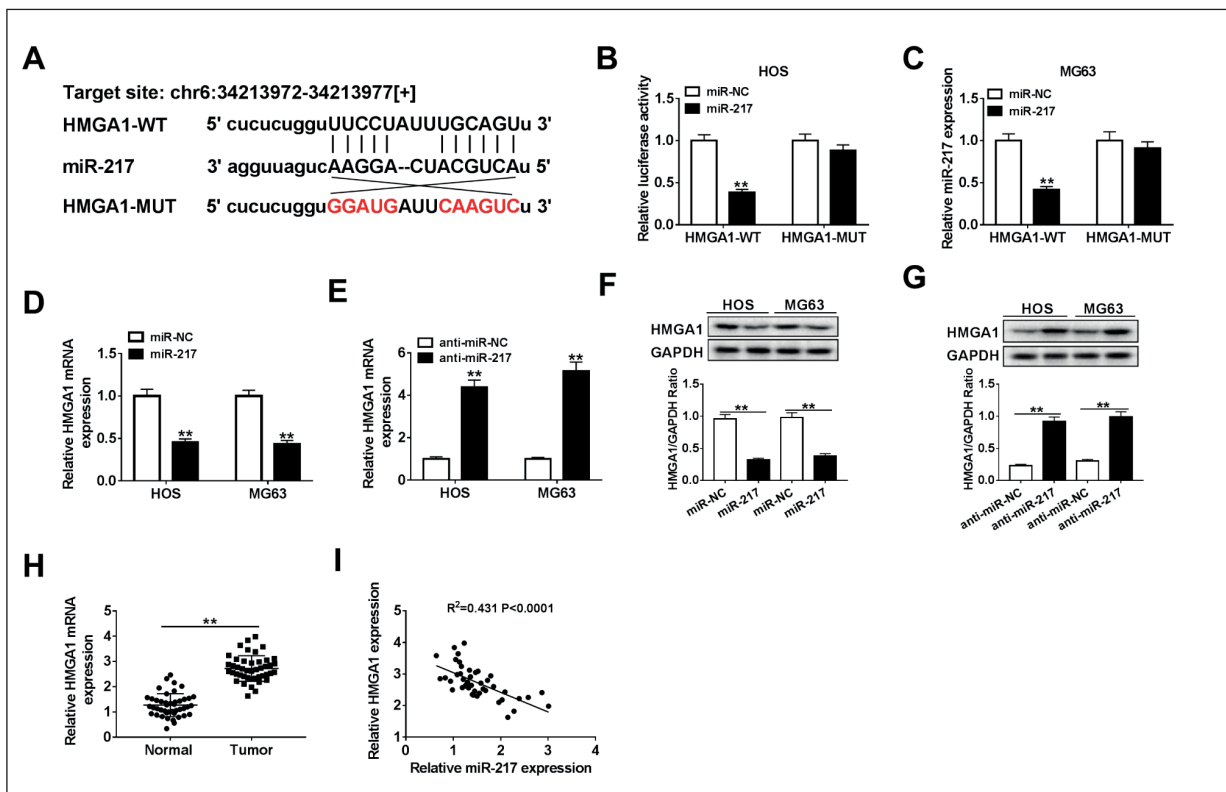 A
Target site: chr6:34213972-34213977[+]
HMGA1-WT 5' cucucugguUUCCUAUUUGCAGUu 3'
miR-217 3' agguuagucAAGGA--CUACGUCAu 5'
HMGA1-MUT 5' cucucugguGGAUGAUUCAAGUCu 3'
B
HOS
miR-NC
miR-217
Relative luciferase activity
1.5
1.0
0.5
0.0
**
HMGA1-WT HMGA1-MUT
C
MG63
miR-NC
miR-217
Relative miR-217 expression
1.5
1.0
0.5
0.0
**
HMGA1-WT HMGA1-MUT
D
miR-NC
miR-217
Relative HMGA1 mRNA
expression
1.5
1.0
0.5
0.0
** **
HOS MG63
E
anti-miR-NC
anti-miR-217
Relative HMGA1 mRNA
expression
6
4
2
0
** **
HOS MG63
F
HOS MG63
HMGA1
GAPDH
HMGA1/GAPDH Ratio
1.5
1.0
0.5
0.0
** **
miR-NC miR-217 miR-NC miR-217
G
HOS MG63
HMGA1
GAPDH
HMGA1/GAPDH Ratio
1.5
1.0
0.5
0.0
** **
anti-miR-NC anti-miR-217 anti-miR-NC anti-miR-217
H
Relative HMGA1 mRNA
expression
5
4
3
2
1
0
**
Normal Tumor
I
R2=0.431 P<0.0001
Relative HMGA1 expression
5
4
3
2
1
0
0 1 2 3 4
Relative miR-217 expression